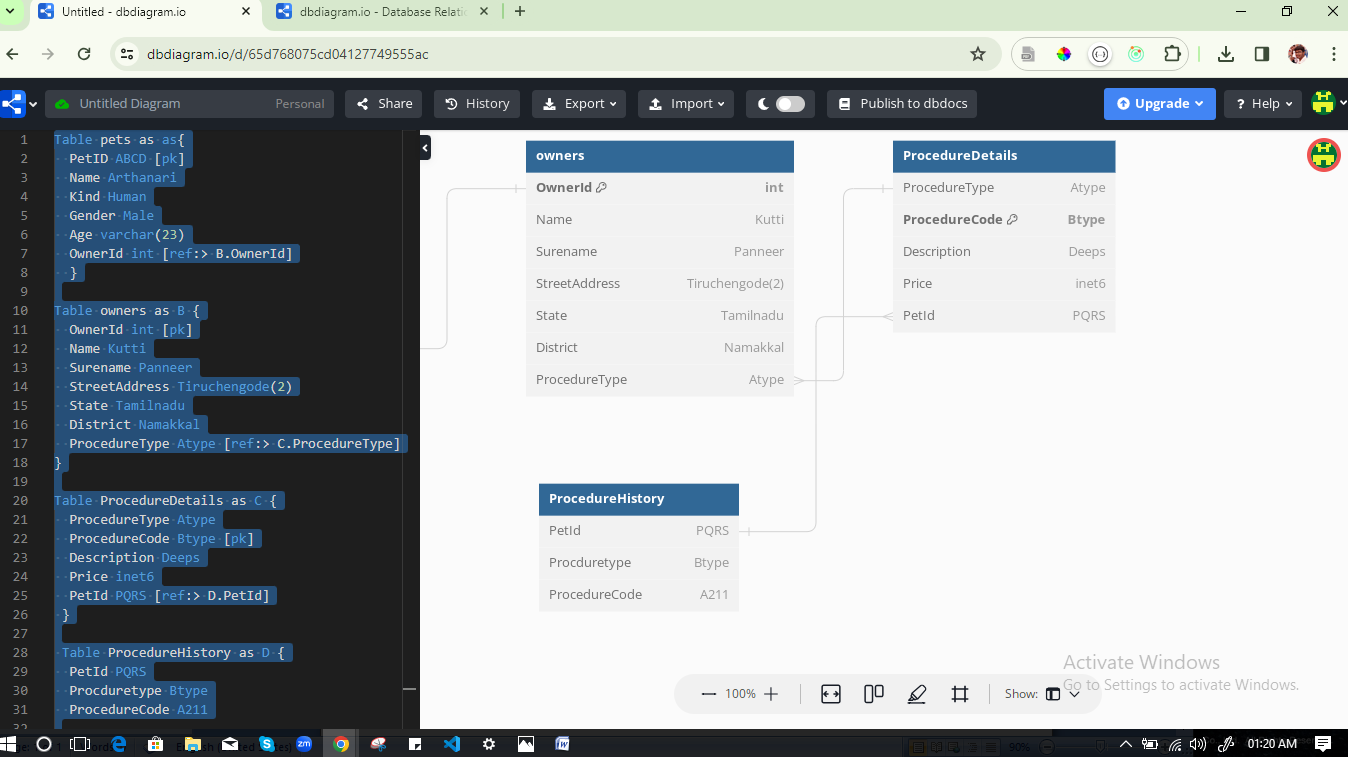 Untitled - dbdiagram.io
dbdiagram.io - Database Relati
dbdiagram.io/d/65d768075cd04127749555ac
Untitled Diagram Personal Share History Export Import Publish to dbdocs Upgrade ? Help
1 Table pets as as{
2 PetID ABCD [pk]
3 Name Arthanari
4 Kind Human
5 Gender Male
6 Age varchar(23)
7 OwnerId int [ref:> B.OwnerId]
8 }
9
10 Table owners as B {
11 OwnerId int [pk]
12 Name Kutti
13 Surename Panneer
14 StreetAddress Tiruchengode(2)
15 State Tamilnadu
16 District Namakkal
17 ProcedureType Atype [ref:> C.ProcedureType]
18 }
19
20 Table ProcedureDetails as C {
21 ProcedureType Atype
22 ProcedureCode Btype [pk]
23 Description Deeps
24 Price inet6
25 PetId PQRS [ref:> D.PetId]
26 }
27
28 Table ProcedureHistory as D {
29 PetId PQRS
30 Procduretype Btype
31 ProcedureCode A211
32
owners
OwnerId int
Name Kutti
Surename Panneer
StreetAddress Tiruchengode(2)
State Tamilnadu
District Namakkal
ProcedureType Atype
ProcedureDetails
ProcedureType Atype
ProcedureCode Btype
Description Deeps
Price inet6
PetId PQRS
ProcedureHistory
PetId PQRS
Procduretype Btype
ProcedureCode A211
Activate Windows
Go to Settings to activate Windows.
100% Show:
zm
90%
01:20 AM